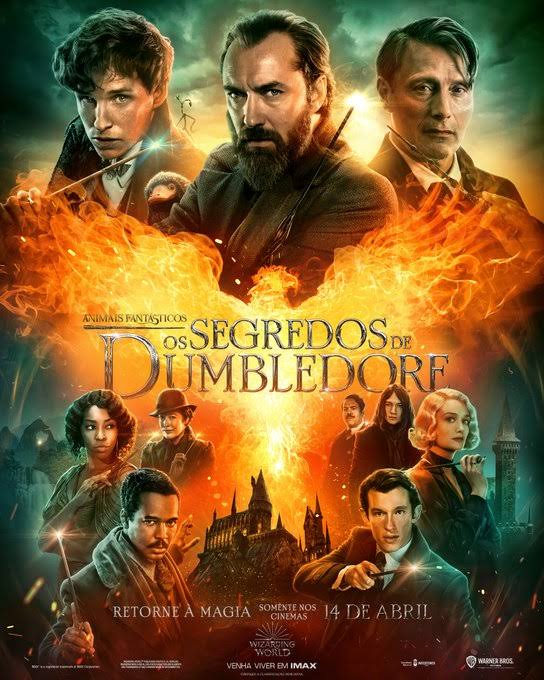 ANIMAIS FANTÁSTICOS
OS SEGREDOS DE
DUMBLEDORE
RETORNE À MAGIA
SOMENTE NOS
CINEMAS
14 DE ABRIL
WIZARDING
WORLD
VENHA VIVER EM IMAX
WARNER BROS.